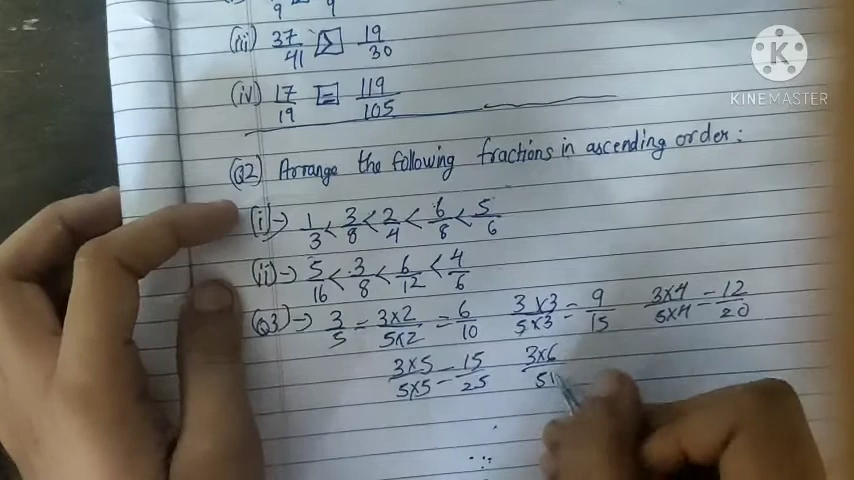 9 9
(iii) 37/41 > 19/30
(iv) 17/19 = 119/105
Q2) Arrange the following fractions in ascending order:
(i)→ 1/3 < 3/8 < 2/4 < 6/8 < 5/6
(ii)→ 5/16 < 3/8 < 6/12 < 4/6
Q3)→ 3/5 = 3×2/5×2 = 6/10 3×3/5×3 = 9/15 3×4/5×4 = 12/20
3×5/5×5 = 15/25 3×6/5
K
KINEMASTER